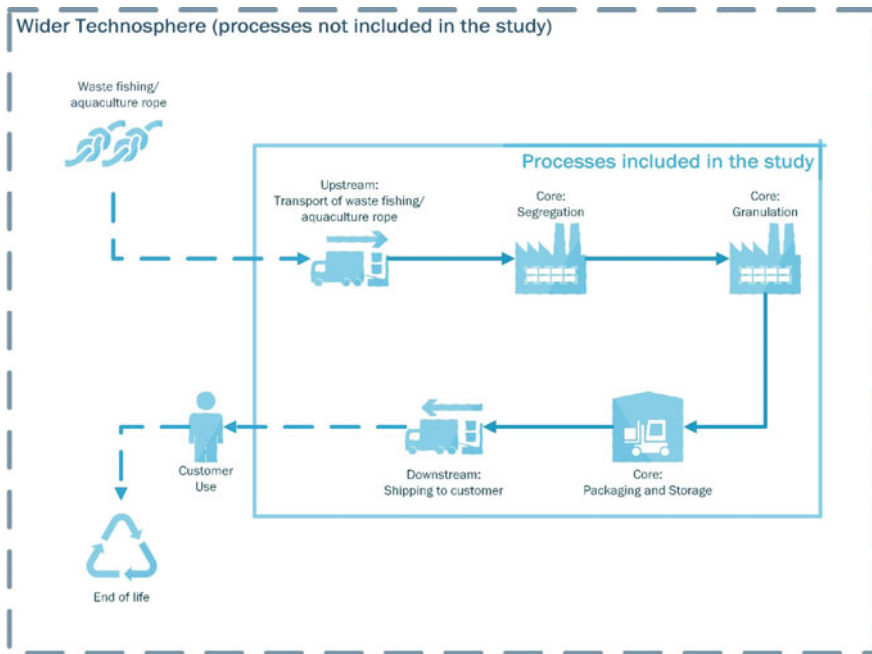 Wider Technosphere (processes not included in the study)
Waste fishing/
aquaculture rope
Processes included in the study
Upstream:
Transport of waste fishing/
aquaculture rope
Core:
Segregation
Core:
Granulation
Customer
Use
Downstream:
Shipping to customer
Core:
Packaging and Storage
End of life